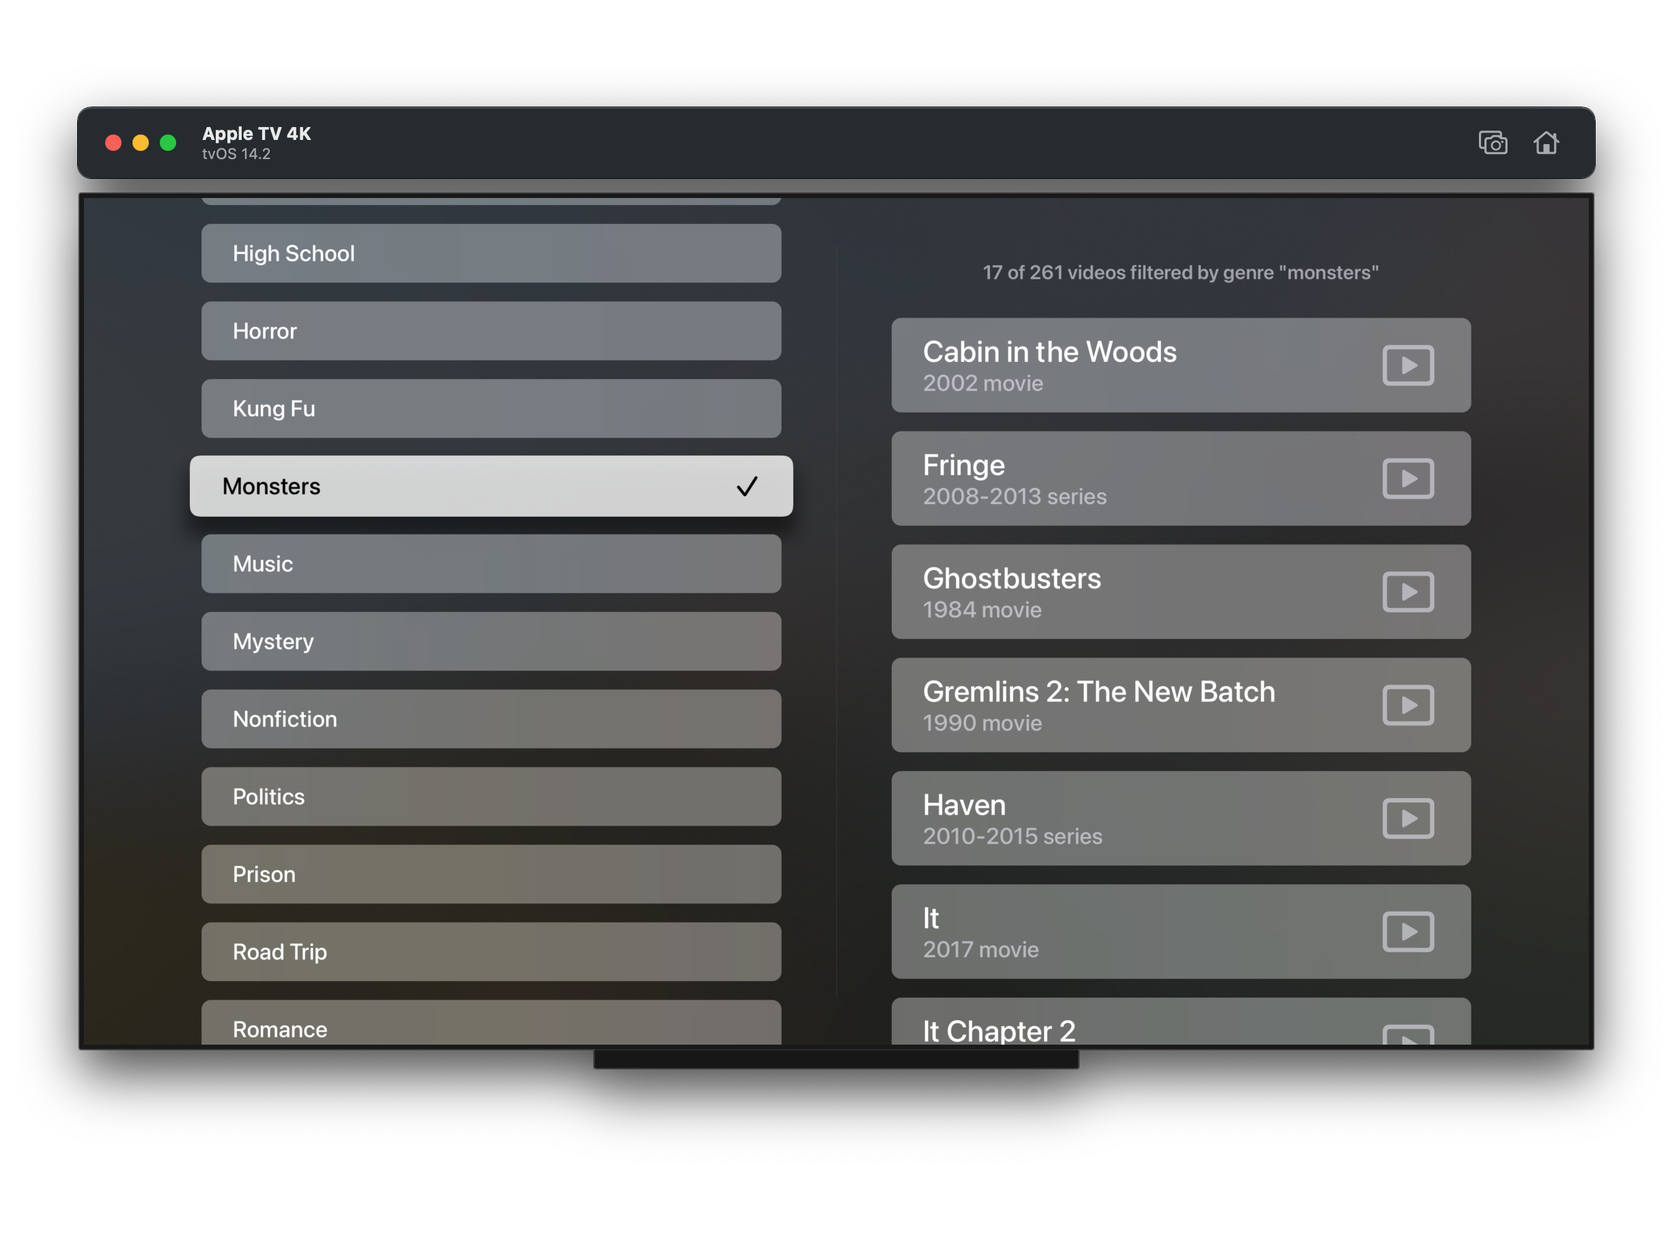 Apple TV 4K
tvOS 14.2
High School
Horror
Kung Fu
Monsters
Music
Mystery
Nonfiction
Politics
Prison
Road Trip
Romance
17 of 261 videos filtered by genre "monsters"
Cabin in the Woods
2002 movie
Fringe
2008-2013 series
Ghostbusters
1984 movie
Gremlins 2: The New Batch
1990 movie
Haven
2010-2015 series
It
2017 movie
It Chapter 2